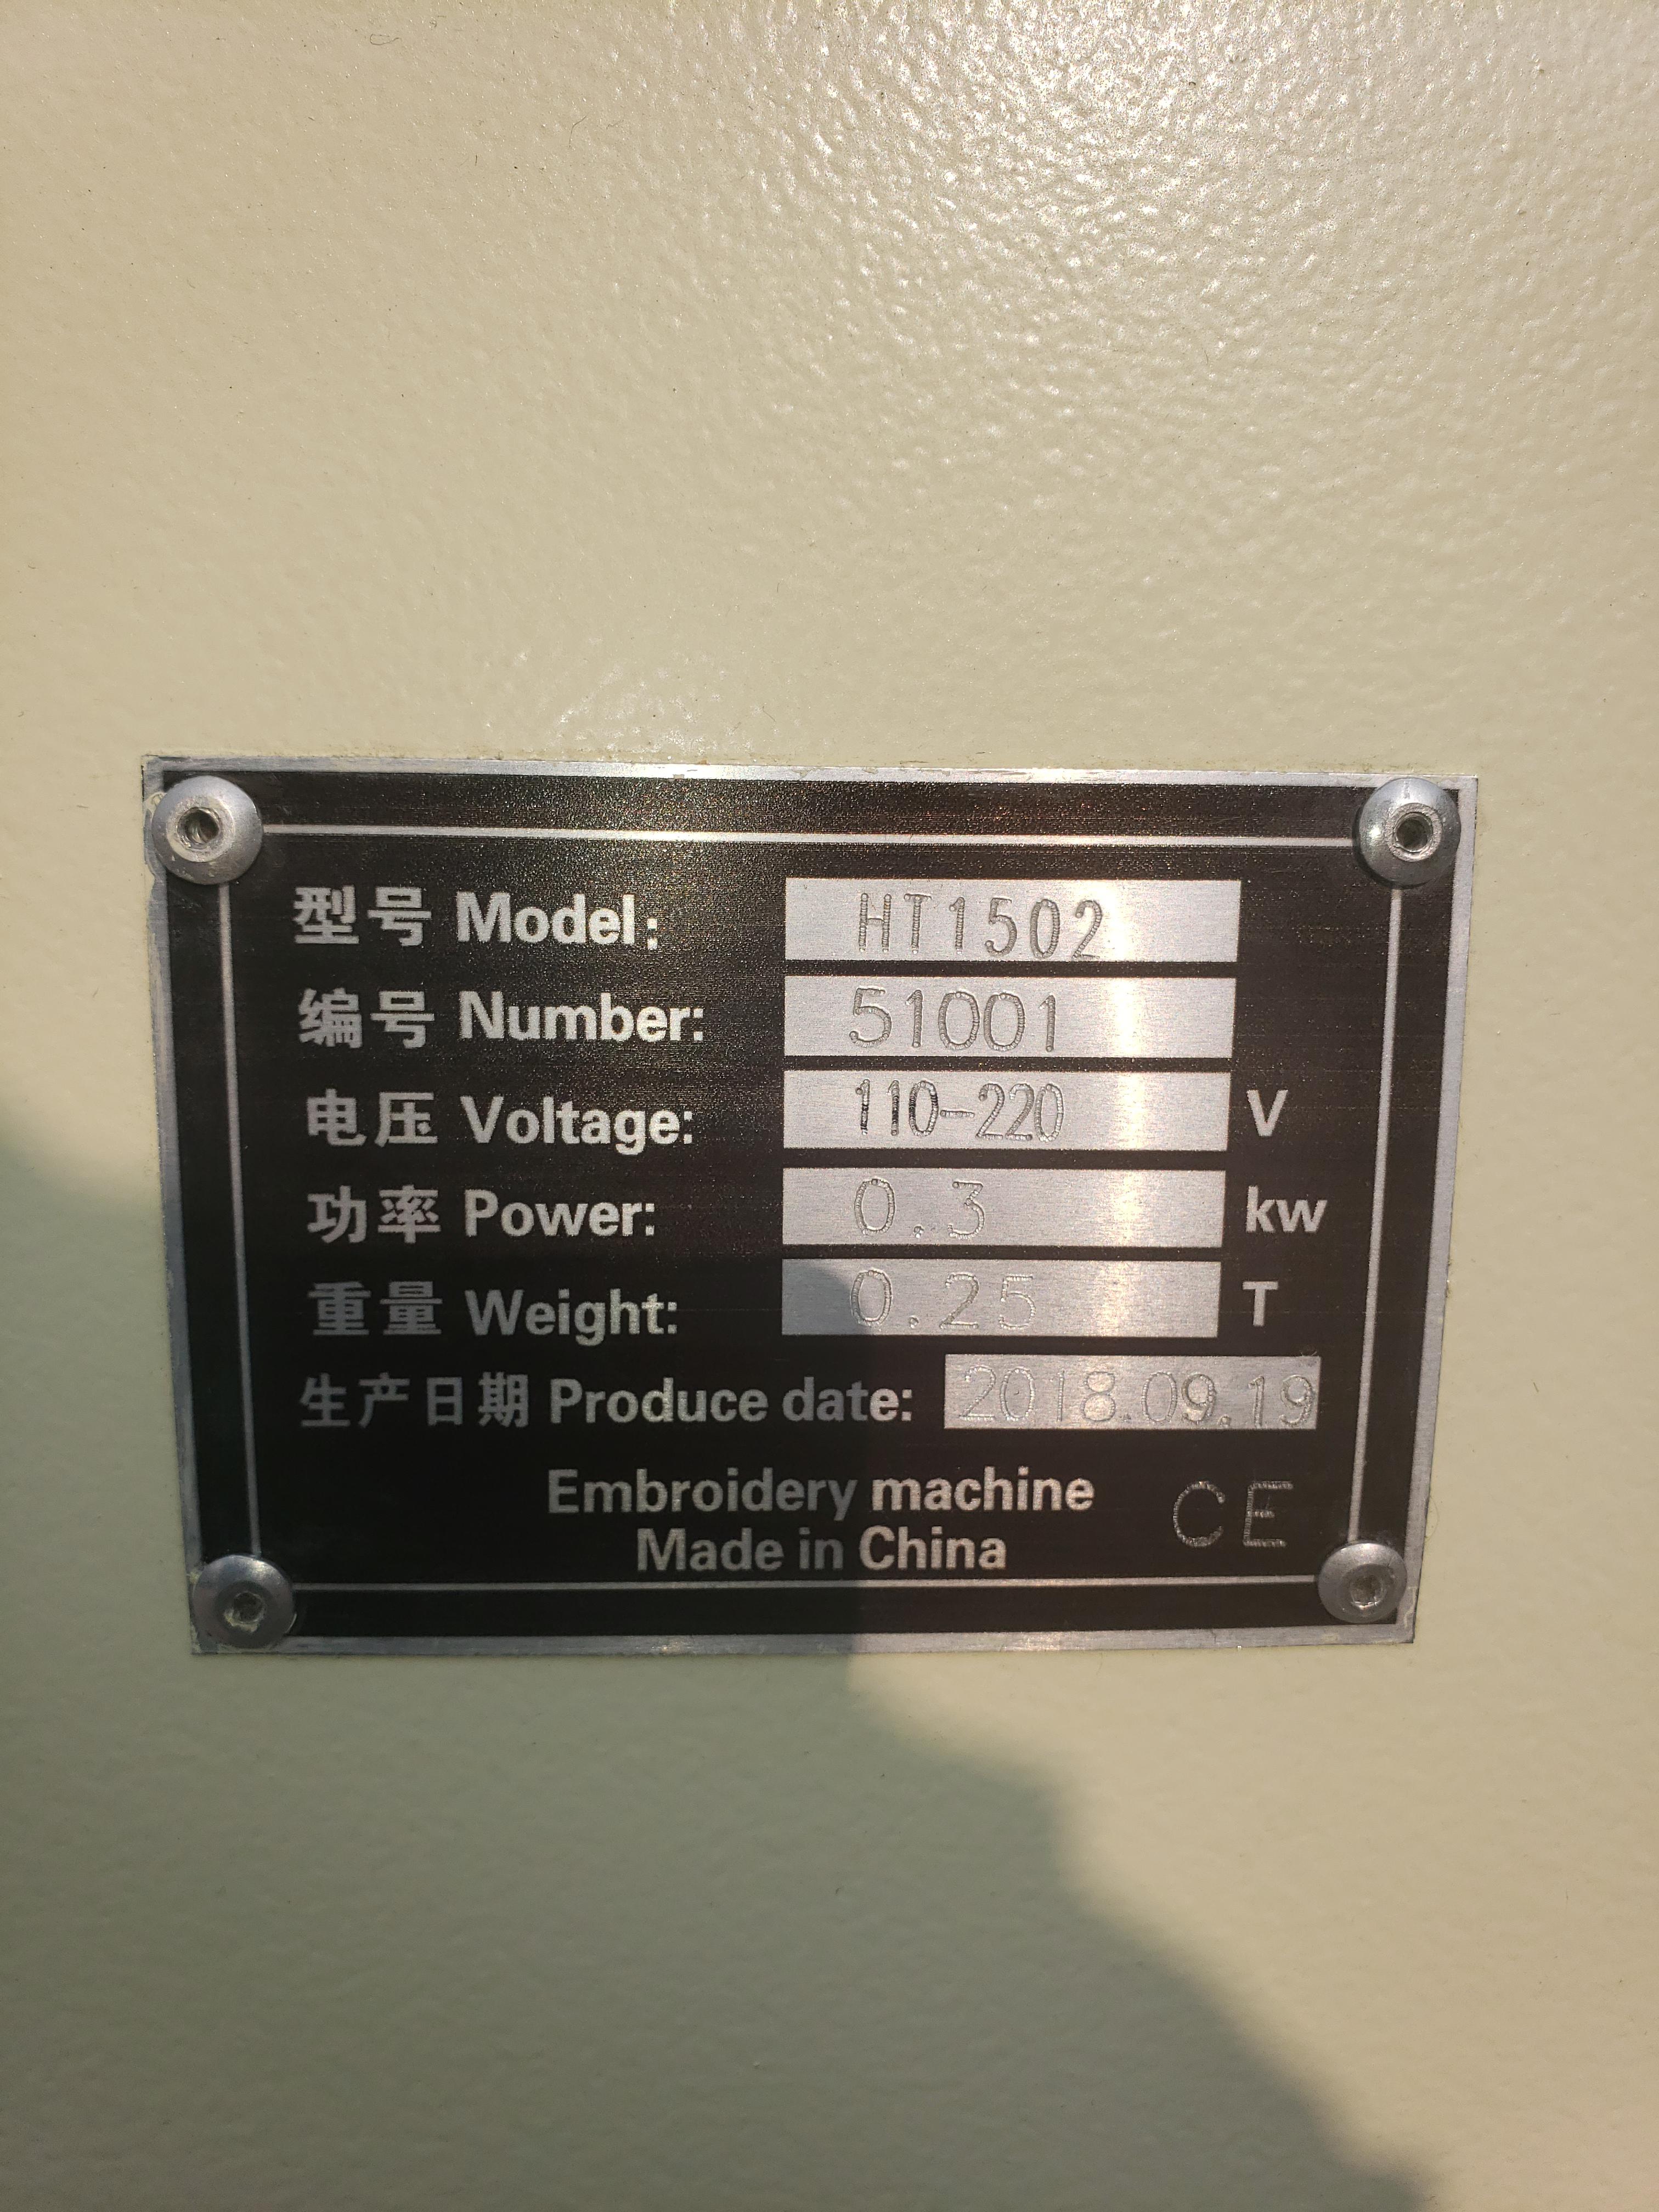 型号 Model: HT1502
编号 Number: 51001
电压 Voltage: 110-220 V
功率 Power: 0.3 kw
重量 Weight: 0.25 T
生产日期 Produce date: 2018.09.19
Embroidery machine
Made in China
CE